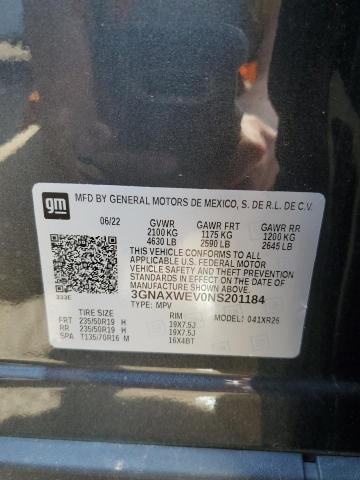 gm
MFD BY GENERAL MOTORS DE MEXICO, S. DE R.L. DE C.V.
06/22 GVWR GAWR FRT GAWR RR
2100 KG 1175 KG 1200 KG
4630 LB 2590 LB 2645 LB
THIS VEHICLE CONFORMS TO ALL
APPLICABLE U.S. FEDERAL MOTOR
VEHICLE SAFETY, BUMPER, AND THEFT
PREVENTION STANDARDS IN EFFECT
ON THE DATE OF MANUFACTURE
SHOWN ABOVE.
3GNAXWEV0NS201184
333E
TYPE: MPV MODEL: 041XR26
TIRE SIZE RIM
FRT 235/50R19 H 19X7.5J
RR 235/50R19 H 19X7.5J
SPA T135/70R16 M 16X4BT